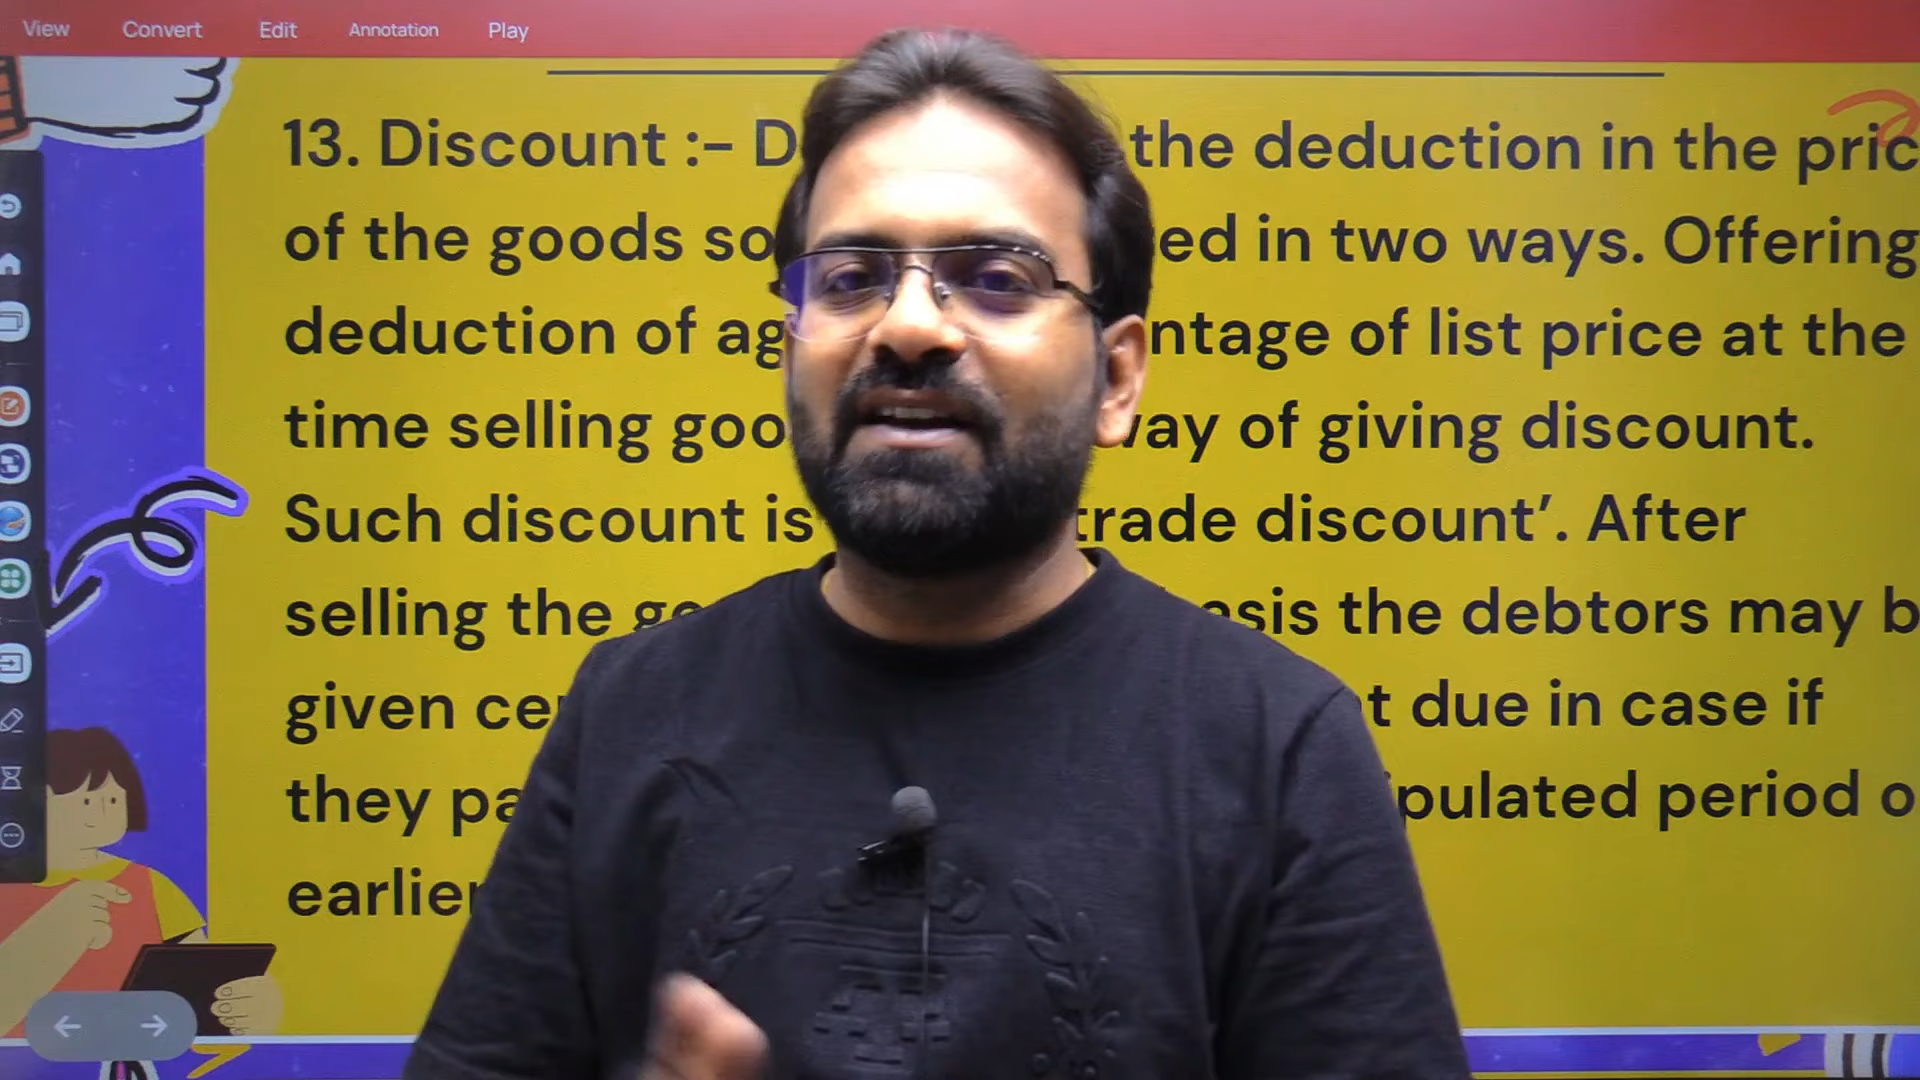 View Convert Edit Annotation Play
13. Discount :- the deduction in the pric
of the goods so ed in two ways. Offering
deduction of ag ntage of list price at the
time selling goo way of giving discount.
Such discount is trade discount’. After
selling the asis the debtors may b
given ce t due in case if
they pa pulated period o
earlier